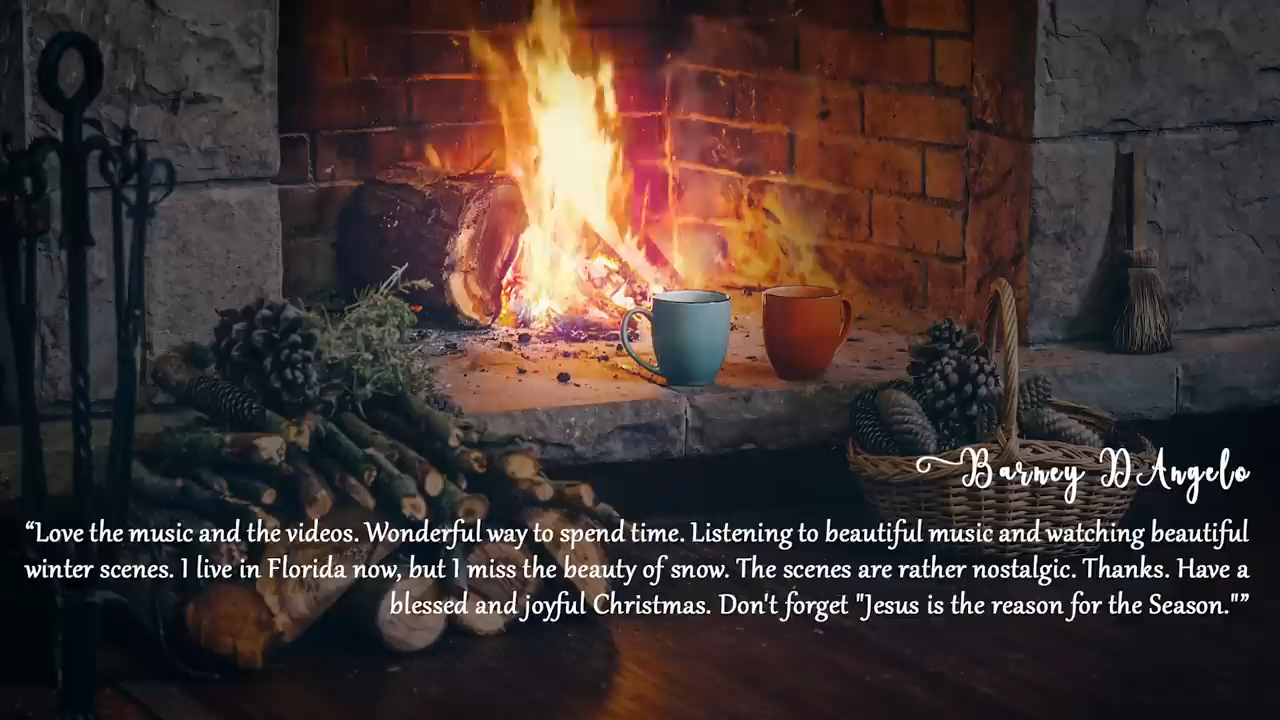 Barney D Angelo
“Love the music and the videos. Wonderful way to spend time. Listening to beautiful music and watching beautiful
winter scenes. I live in Florida now, but I miss the beauty of snow. The scenes are rather nostalgic. Thanks. Have a
blessed and joyful Christmas. Don't forget "Jesus is the reason for the Season."”